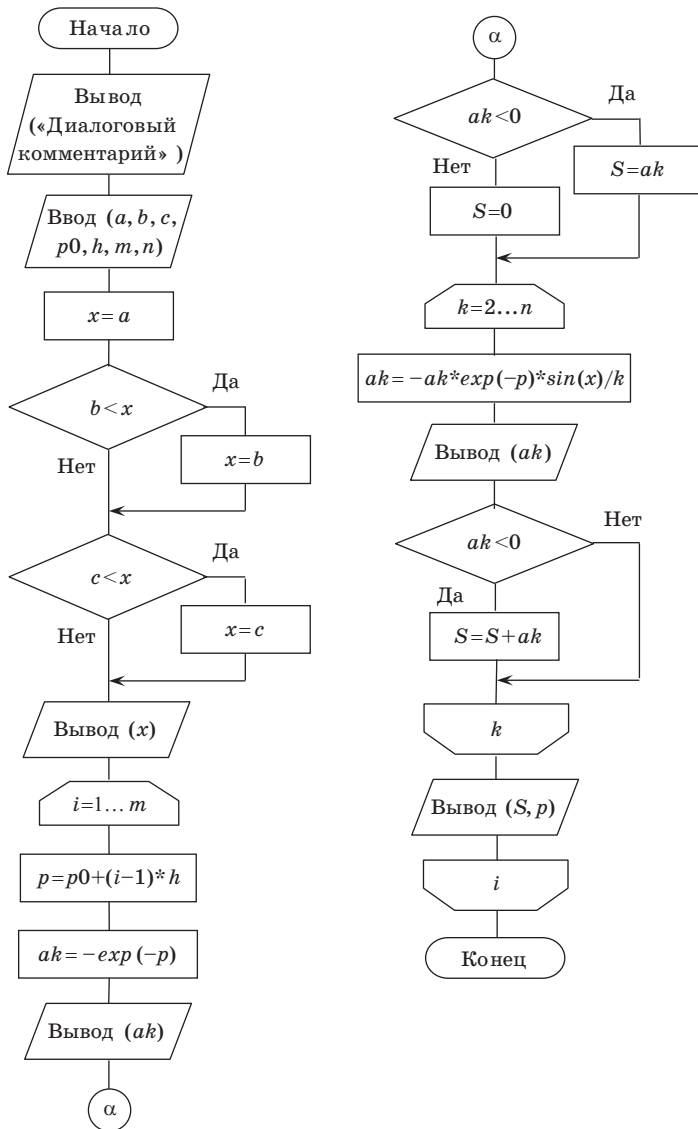 Начало
Вывод
(«Диалоговый
комментарий» )
Ввод (a, b, c,
p0, h, m, n)
x=a
b<x
Да
Нет
x=b
c<x
Да
Нет
x=c
Вывод (x)
i=1...m
p=p0+(i–1)*h
ak=–exp(–p)
Вывод (ak)
α
α
ak<0
Да
Нет
S=ak
S=0
k=2...n
ak=–ak*exp(–p)*sin(x)/k
Вывод (ak)
ak<0
Нет
Да
S=S+ak
k
Вывод (S, p)
i
Конец